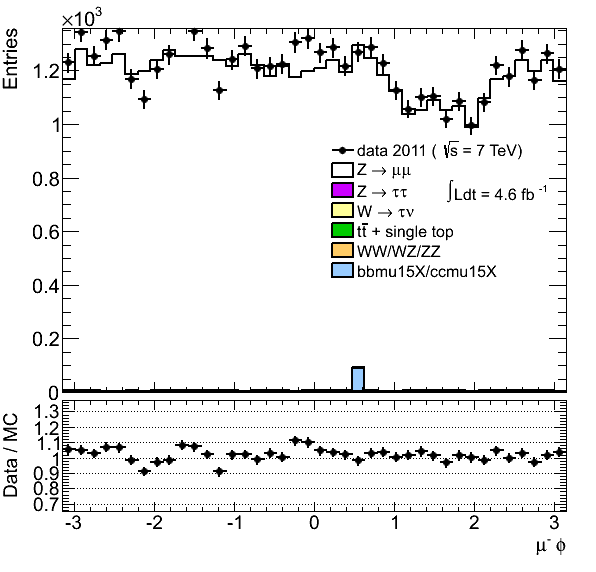 ×10³
Entries
1.2
1
0.8
0.6
0.4
0.2
0
data 2011 ( √s = 7 TeV)
Z → μμ
Z → ττ
∫Ldt = 4.6 fb⁻¹
W → τν
tt̄ + single top
WW/WZ/ZZ
bbmu15X/ccmu15X
Data / MC
1.3
1.2
1.1
1
0.9
0.8
0.7
-3 -2 -1 0 1 2 3
μ⁻ ϕ